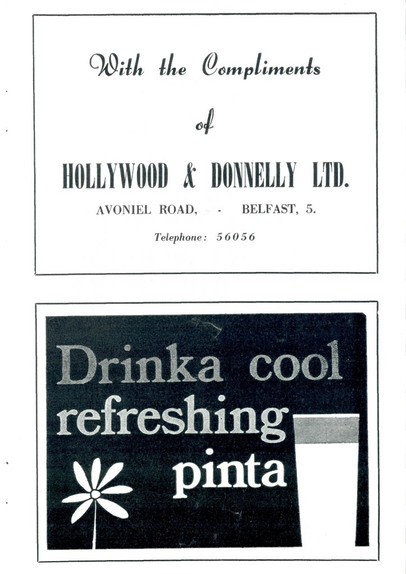 With the Compliments
of
HOLLYWOOD & DONNELLY LTD.
AVONIEL ROAD, - BELFAST, 5.
Telephone: 56056
Drinka cool
refreshing
pinta